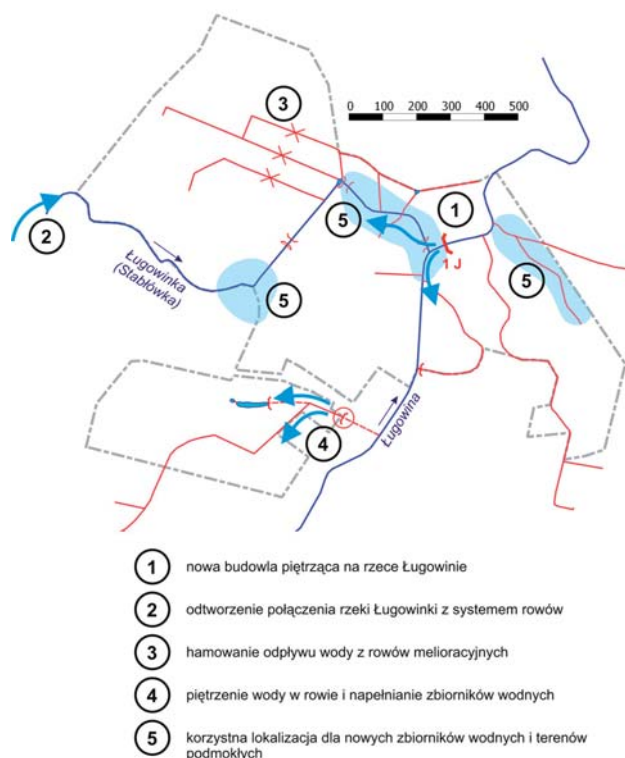 3
0 100 200 300 400 500
2
5
1
1 J
Ługowinka
(Stabłówka)
5
5
4
Ługowina
1 nowa budowla piętrząca na rzece Ługowinie
2 odtworzenie połączenia rzeki Ługowinki z systemem rowów
3 hamowanie odpływu wody z rowów melioracyjnych
4 piętrzenie wody w rowie i napełnianie zbiorników wodnych
5 korzystna lokalizacja dla nowych zbiorników wodnych i terenów
podmokłych